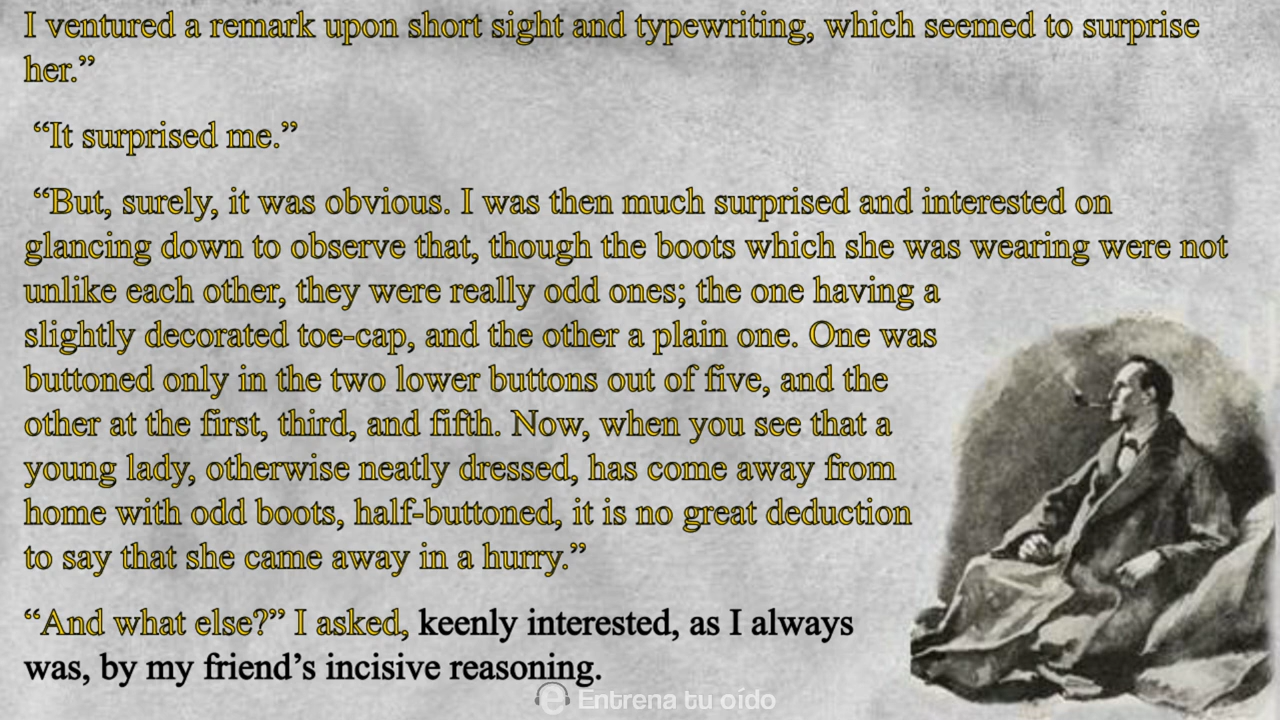 I ventured a remark upon short sight and typewriting, which seemed to surprise
her.”
“It surprised me.”
“But, surely, it was obvious. I was then much surprised and interested on
glancing down to observe that, though the boots which she was wearing were not
unlike each other, they were really odd ones; the one having a
slightly decorated toe-cap, and the other a plain one. One was
buttoned only in the two lower buttons out of five, and the
other at the first, third, and fifth. Now, when you see that a
young lady, otherwise neatly dressed, has come away from
home with odd boots, half-buttoned, it is no great deduction
to say that she came away in a hurry.”
“And what else?” I asked, keenly interested, as I always
was, by my friend’s incisive reasoning.
e Entrena tu oído